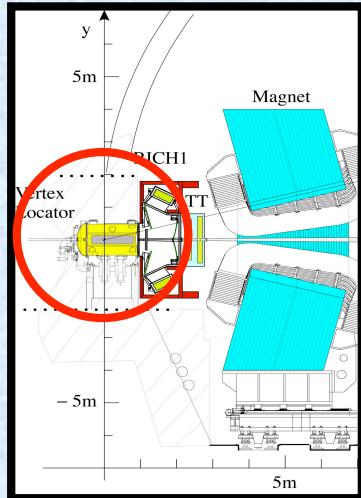 y
5m
Magnet
RICH1
Vertex
Locator
TT
− 5m
5m